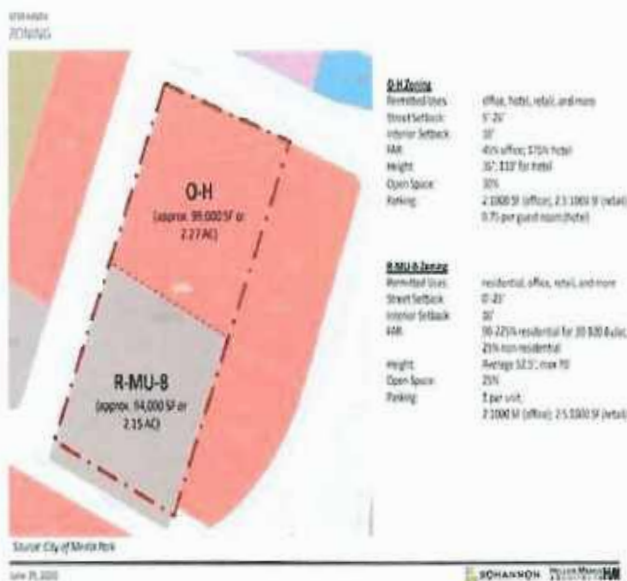 ZONING
O-H Zoning
Permitted Uses office, hotel, retail, and more
Street Setback
Interior Setback 10'
FAR 45% office; 175% hotel
Height 35'; 110' for hotel
Open Space
Parking 2:1000 SF (office), 2.5:1000 SF (retail)
0.75 per guest room (hotel)
O-H
(approx. 99,000 SF or
2.27 AC)
R-MU-B Zoning
Permitted Uses residential, office, retail, and more
Street Setback 0'-25'
Interior Setback 10'
FAR
25% non-residential
Height Average 52.5', max 70'
Open Space 25%
Parking 1 per unit,
2:1000 SF (office); 2.5:1000 SF (retail)
R-MU-B
(approx. 94,000 SF or
2.15 AC)
Source: City of Menlo Park
BOHANNON